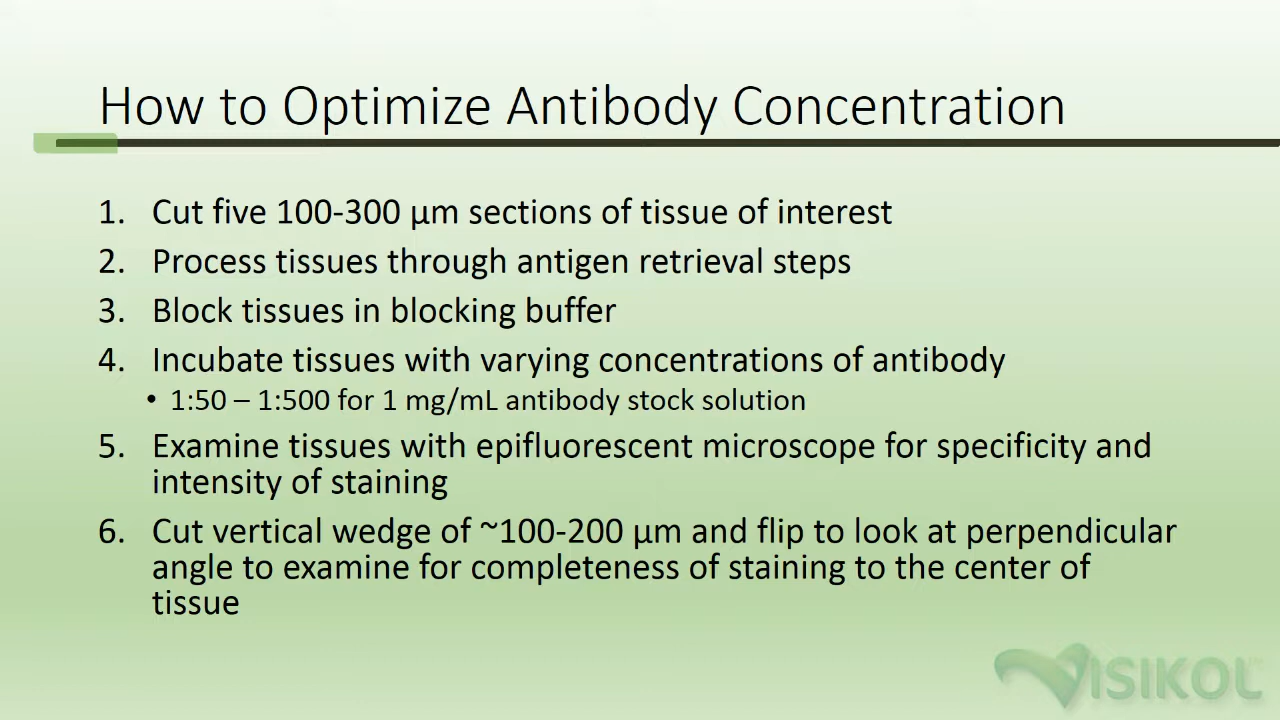 How to Optimize Antibody Concentration
1. Cut five 100-300 µm sections of tissue of interest
2. Process tissues through antigen retrieval steps
3. Block tissues in blocking buffer
4. Incubate tissues with varying concentrations of antibody
• 1:50 – 1:500 for 1 mg/mL antibody stock solution
5. Examine tissues with epifluorescent microscope for specificity and
intensity of staining
6. Cut vertical wedge of ~100-200 µm and flip to look at perpendicular
angle to examine for completeness of staining to the center of
tissue
VISIKOL